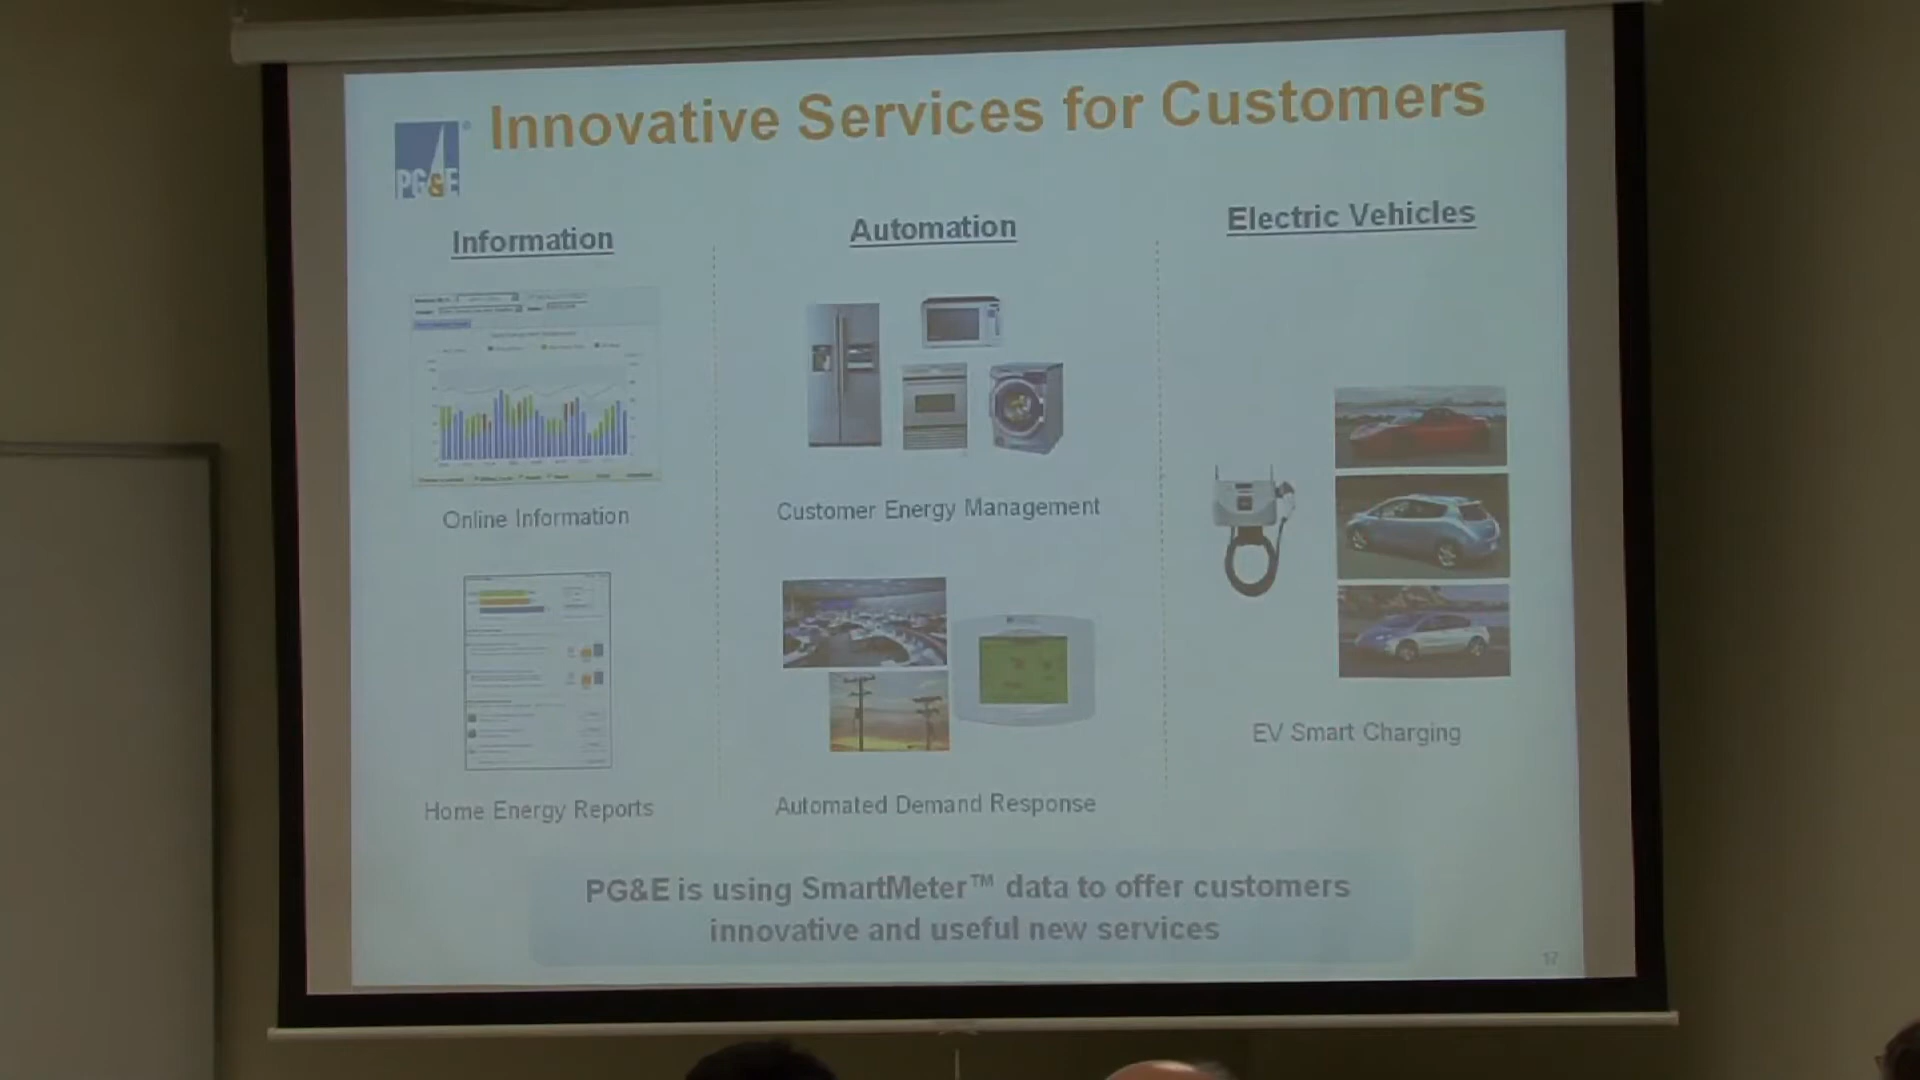 Innovative Services for Customers
PG&E
Information
Automation
Electric Vehicles
Online Information
Customer Energy Management
Home Energy Reports
Automated Demand Response
EV Smart Charging
PG&E is using SmartMeter™ data to offer customers
innovative and useful new services
17